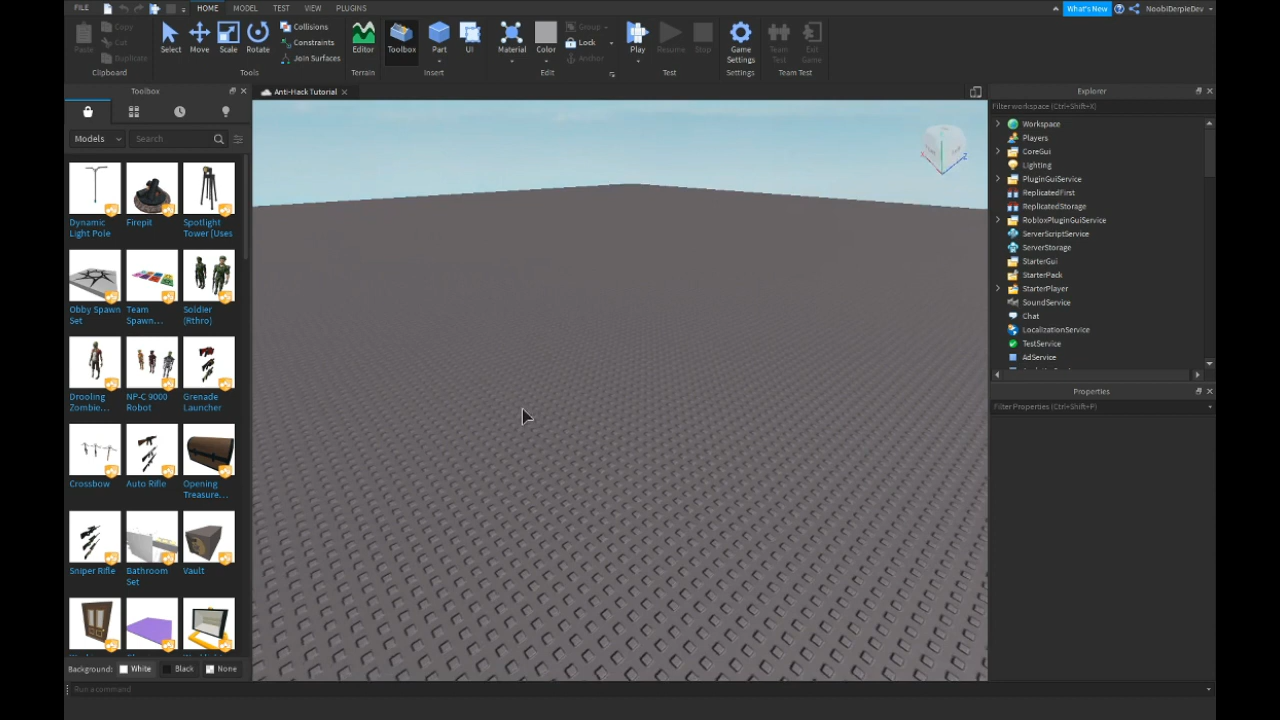 FILE HOME MODEL TEST VIEW PLUGINS What's New NoobiDerpieDev
Paste Copy Cut Duplicate
Select Move Scale Rotate Collisions Constraints Join Surfaces
Editor Toolbox Part UI Material Color Group Lock Anchor
Play Resume Stop Game Settings Team Test Exit Game
Clipboard Tools Terrain Insert Edit Test Settings Team Test
Toolbox
Anti-Hack Tutorial
Models Search
Dynamic Light Pole
Firepit
Spotlight Tower [Uses
Obby Spawn Set
Team Spawn...
Soldier (Rthro)
Drooling Zombie...
NP-C 9000 Robot
Grenade Launcher
Crossbow
Auto Rifle
Opening Treasure...
Sniper Rifle
Bathroom Set
Vault
Background: White Black None
Run a command
Explorer
Filter workspace (Ctrl+Shift+X)
Workspace
Players
CoreGui
Lighting
PluginGuiService
ReplicatedFirst
ReplicatedStorage
RobloxPluginGuiService
ServerScriptService
ServerStorage
StarterGui
StarterPack
StarterPlayer
SoundService
Chat
LocalizationService
TestService
AdService
Properties
Filter Properties (Ctrl+Shift+P)